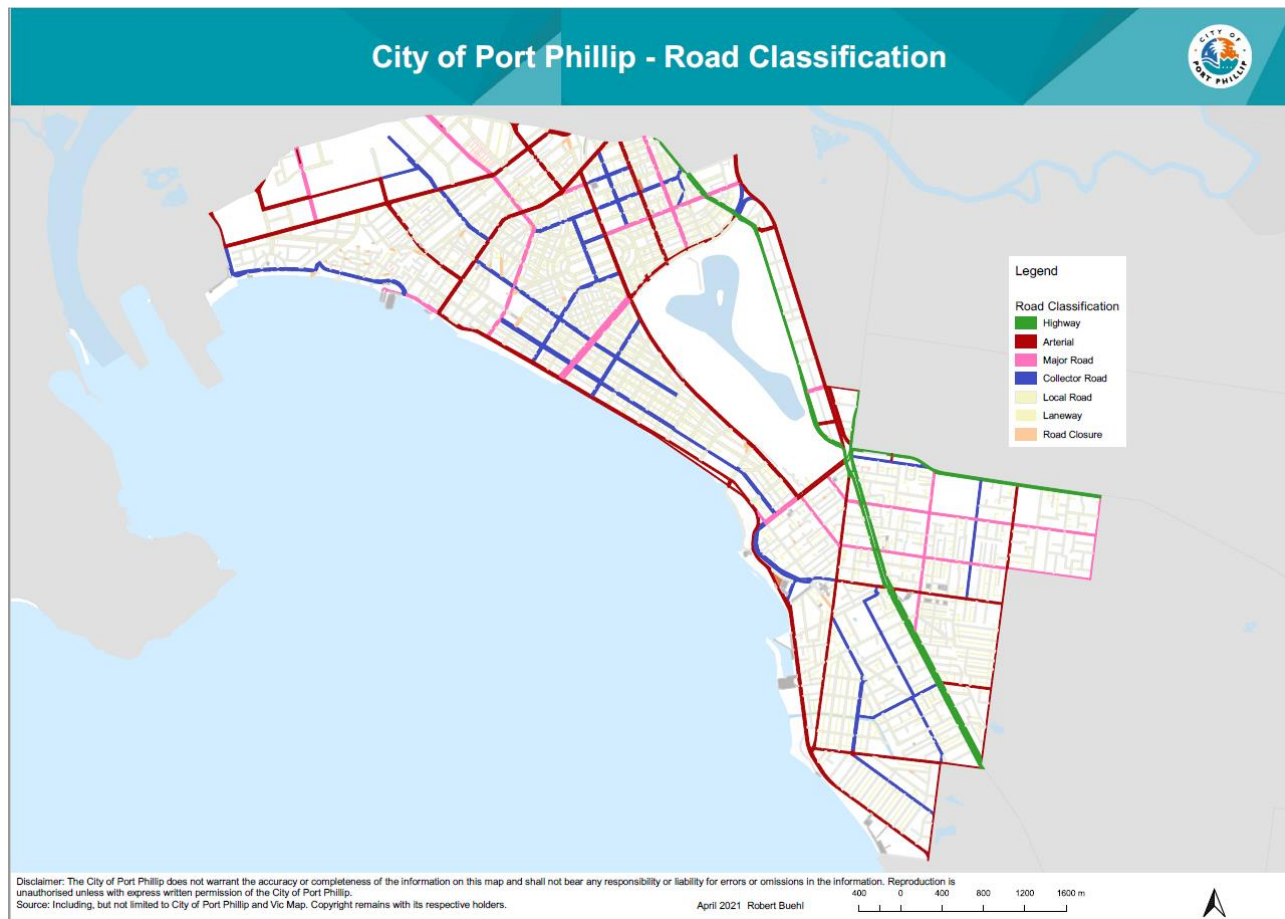 City of Port Phillip - Road Classification
CITY OF
PORT PHILLIP
Legend
Road Classification
Highway
Arterial
Major Road
Collector Road
Local Road
Laneway
Road Closure
Disclaimer: The City of Port Phillip does not warrant the accuracy or completeness of the information on this map and shall not bear any responsibility or liability for errors or omissions in the information. Reproduction is
unauthorised unless with express written permission of the City of Port Phillip.
Source: Including, but not limited to City of Port Phillip and Vic Map. Copyright remains with its respective holders.
April 2021 Robert Buehl
400 0 400 800 1200 1600 m